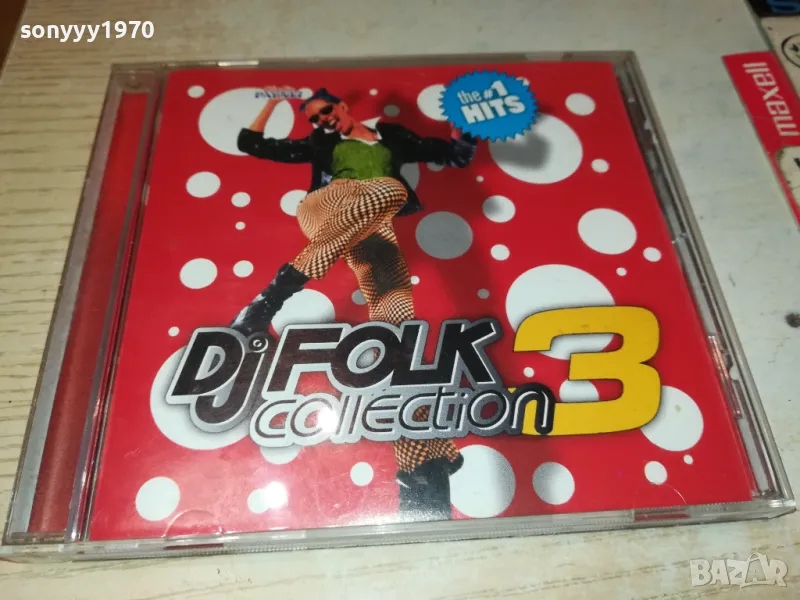 sonyyy1970
the #1
HITS
maxell
Dj FOLK
collection 3
BAZAR